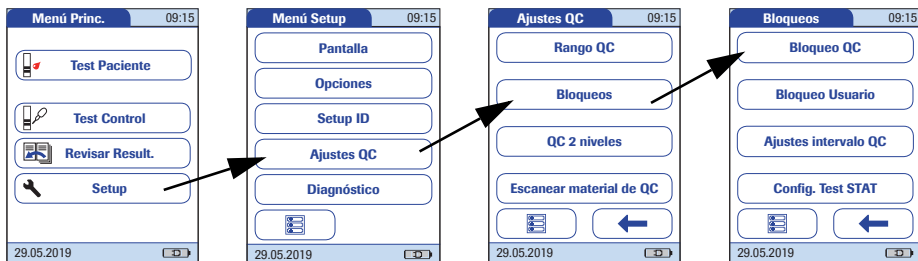 Menú Princ. 09:15
Test Paciente
Test Control
Revisar Result.
Setup
29.05.2019
Menú Setup 09:15
Pantalla
Opciones
Setup ID
Ajustes QC
Diagnóstico
29.05.2019
Ajustes QC 09:15
Rango QC
Bloqueos
QC 2 niveles
Escanear material de QC
29.05.2019
Bloqueos 09:15
Bloqueo QC
Bloqueo Usuario
Ajustes intervalo QC
Config. Test STAT
29.05.2019